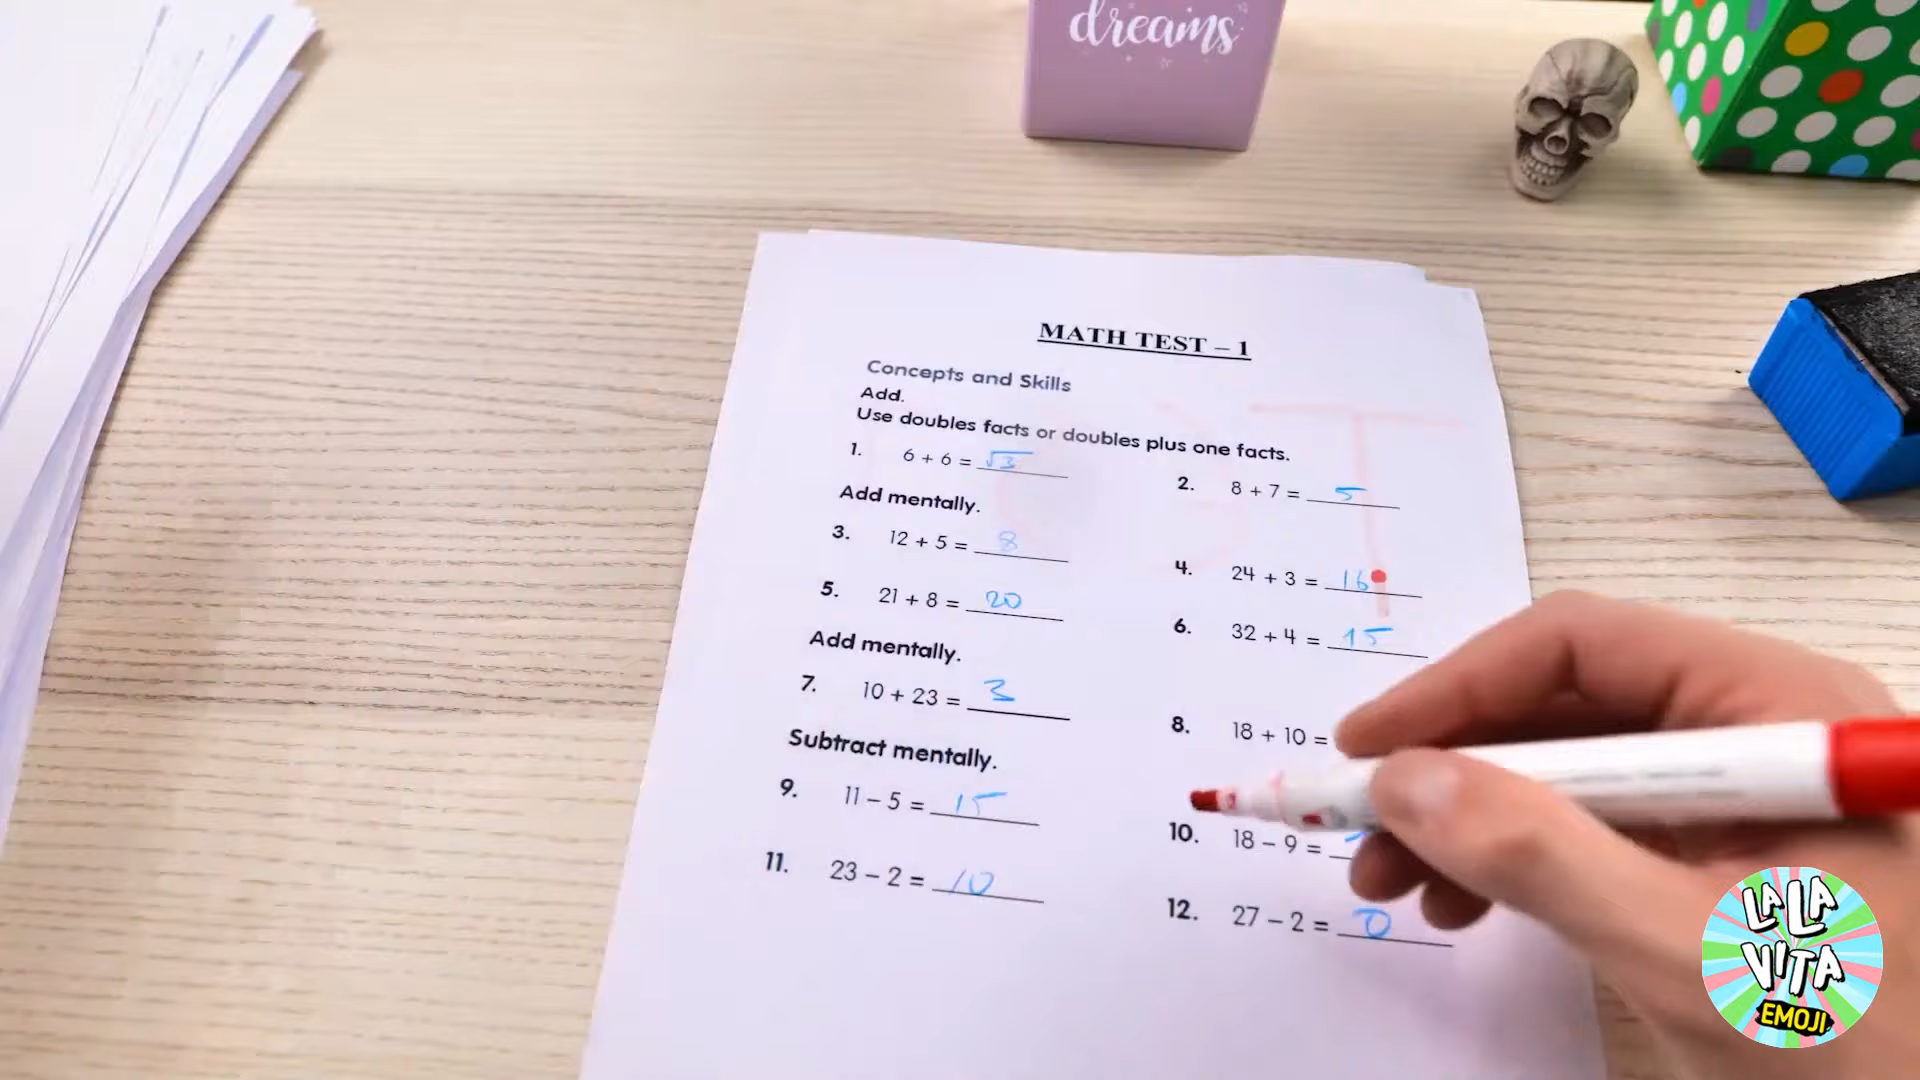 dreams
MATH TEST – 1
Concepts and Skills
Add.
Use doubles facts or doubles plus one facts.
1. 6 + 6 = √3
2. 8 + 7 = 5
Add mentally.
3. 12 + 5 = 8
4. 24 + 3 = 16
5. 21 + 8 = 20
6. 32 + 4 = 15
Add mentally.
7. 10 + 23 = 3
8. 18 + 10 =
Subtract mentally.
9. 11 – 5 = 15
10. 18 – 9 =
11. 23 – 2 = 10
12. 27 – 2 = 0
LA LA
VITA
EMOJI